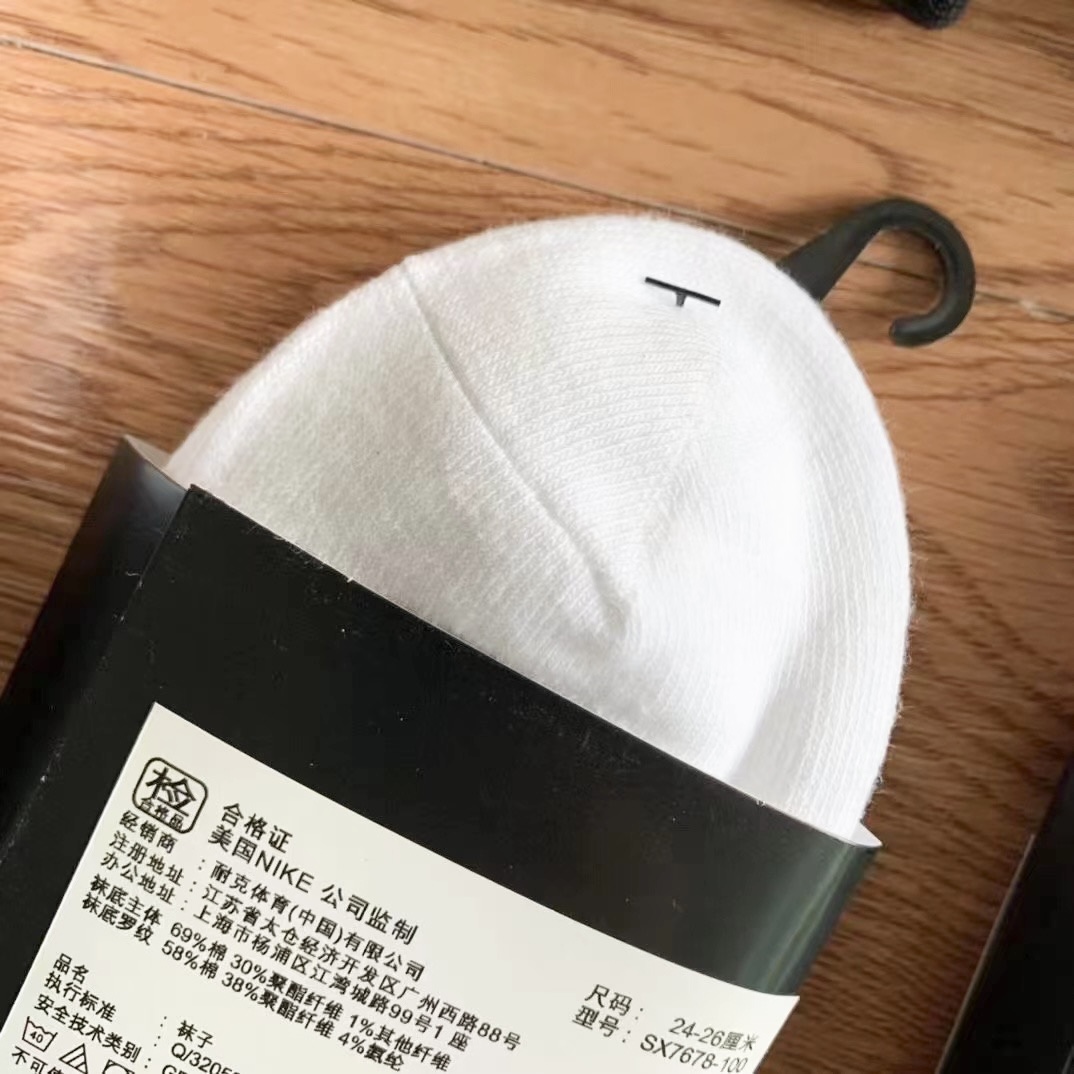 检
合格品
合格证
美国NIKE 公司监制
经销商 : 耐克体育(中国)有限公司
注册地址 : 江苏省太仓经济开发区广州西路88号
办公地址 : 上海市杨浦区江湾城路99号1座
袜底主体 69%棉 30%聚酯纤维 1%其他纤维
袜底罗纹 58%棉 38%聚酯纤维 4%氨纶
尺码 : 24-26厘米
型号 : SX7678-100
品名 : 袜子
执行标准 : Q/3205
安全技术类别 :
40
不可使